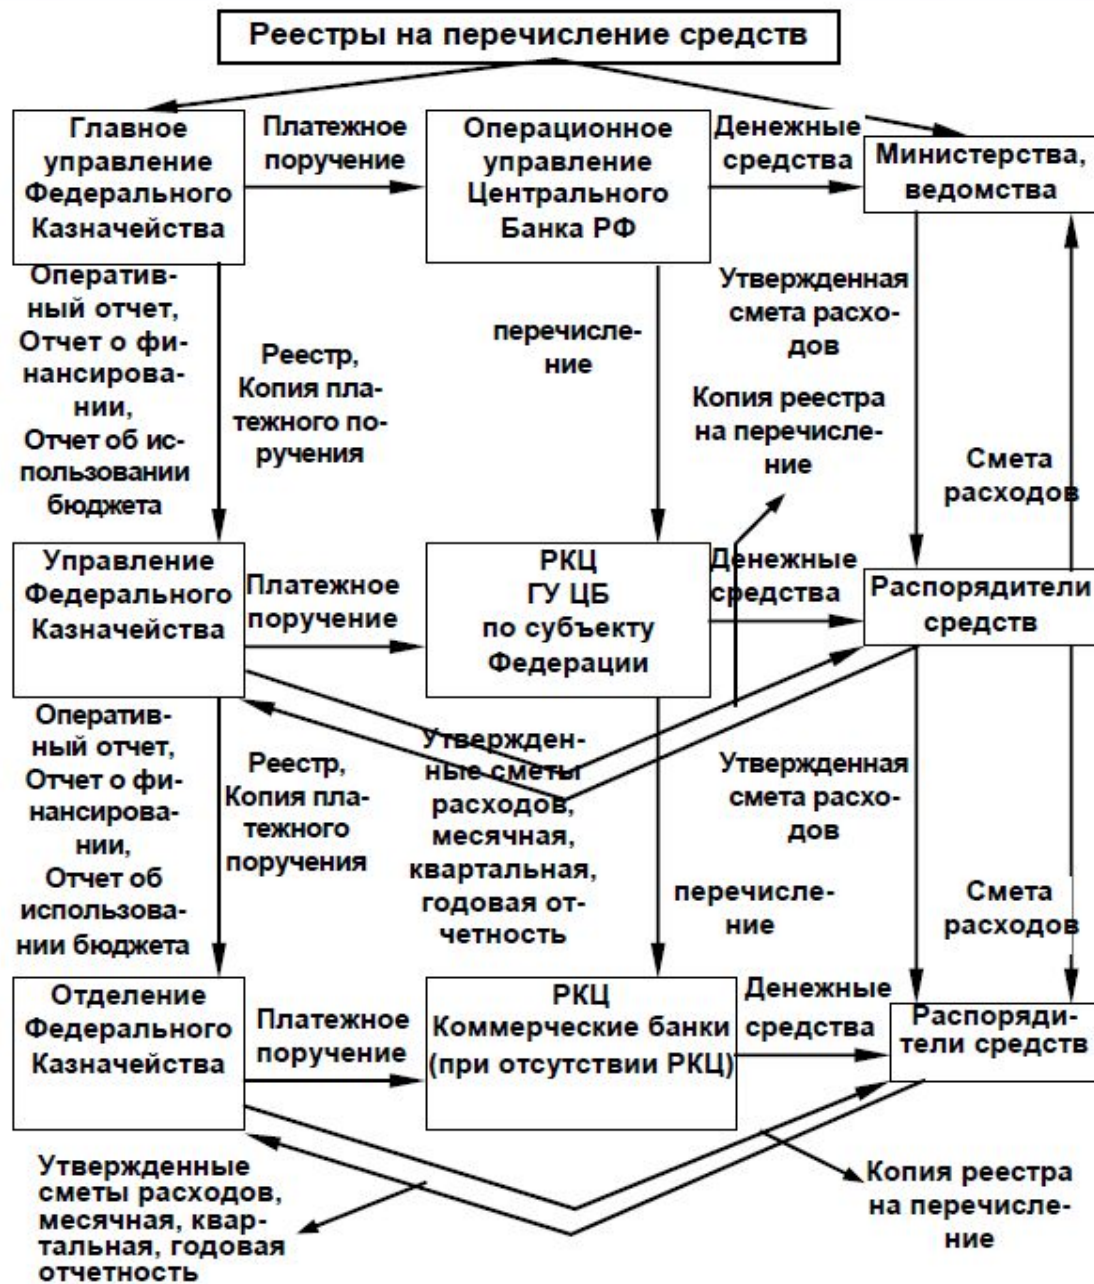 Реестры на перечисление средств
Главное
управление
Федерального
Казначейства
Платежное
поручение
Операционное
управление
Центрального
Банка РФ
Денежные
средства
Министерства,
ведомства
Оператив-
ный отчет,
Отчет о фи-
нансирова-
нии,
Отчет об ис-
пользовании
бюджета
Реестр,
Копия пла-
тежного по-
ручения
перечисле-
ние
Утвержденная
смета расхо-
дов
Копия реестра
на перечисле-
ние
Смета
расходов
Управление
Федерального
Казначейства
Платежное
поручение
РКЦ
ГУ ЦБ
по субъекту
Федерации
Денежные
средства
Распорядители
средств
Оператив-
ный отчет,
Отчет о фи-
нансирова-
нии,
Отчет об
использова-
нии бюджета
Реестр,
Копия пла-
тежного
поручения
Утвержден-
ные сметы
расходов,
месячная,
квартальная,
годовая от-
четность
перечисле-
ние
Утвержденная
смета расхо-
дов
Смета
расходов
Отделение
Федерального
Казначейства
Платежное
поручение
РКЦ
Коммерческие банки
(при отсутствии РКЦ)
Денежные
средства
Распоряди-
тели средств
Утвержденные
сметы расходов,
месячная, квар-
тальная, годовая
отчетность
Копия реестра
на перечисле-
ние